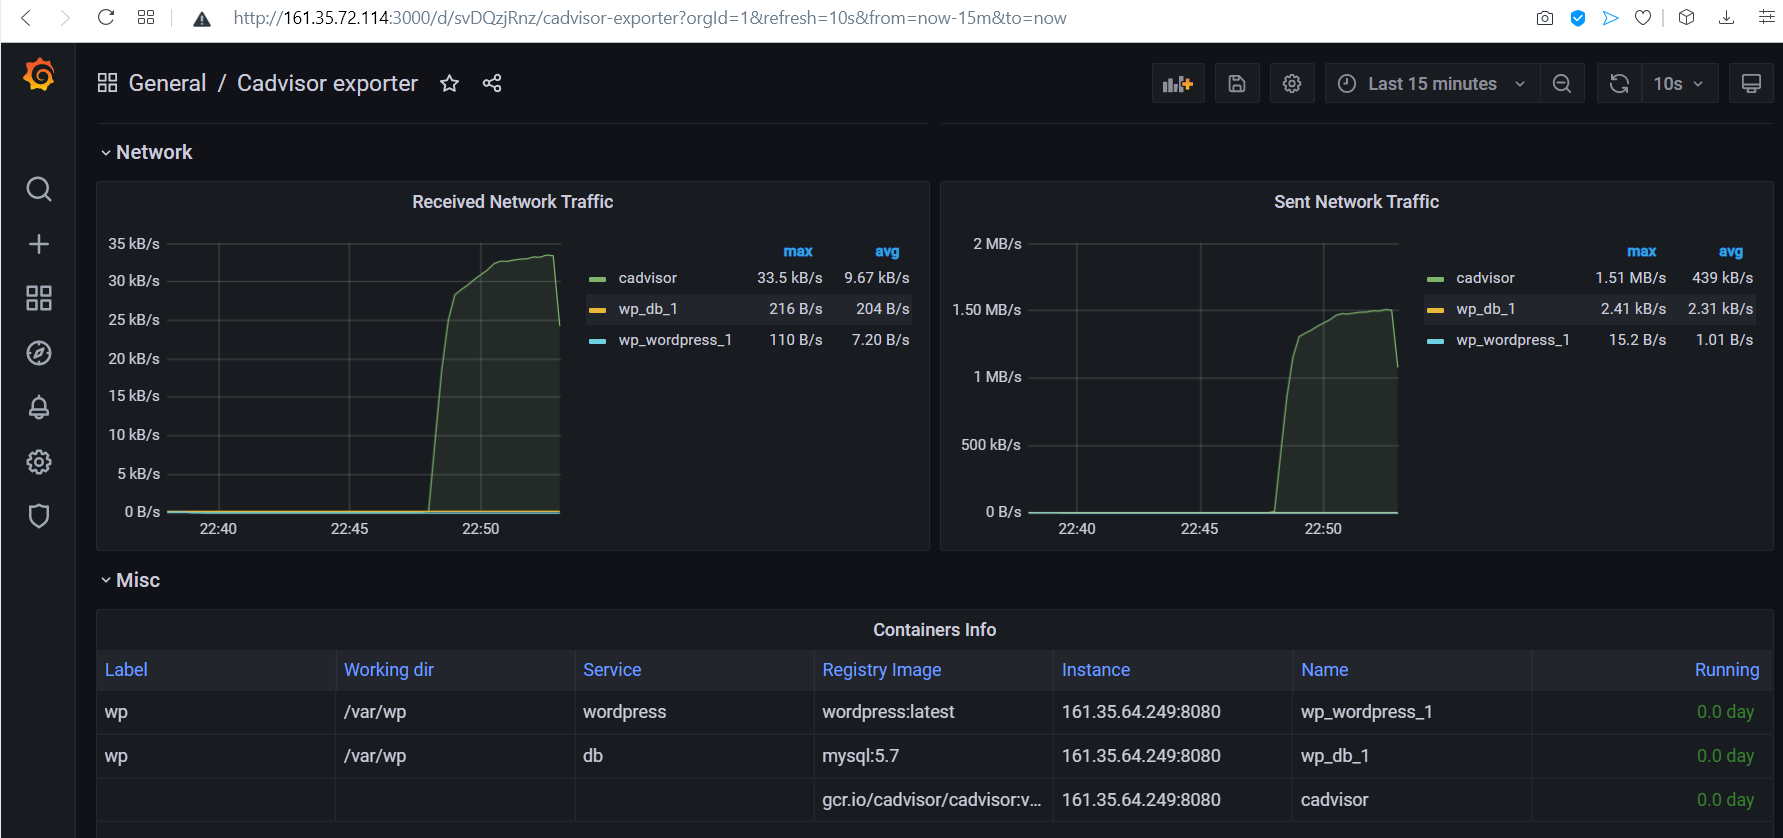 http://161.35.72.114:3000/d/svDQzjRnz/cadvisor-exporter?orgId=1&refresh=10s&from=now-15m&to=now
General / Cadvisor exporter
Last 15 minutes
10s
Network
Received Network Traffic
35 kB/s
30 kB/s
25 kB/s
20 kB/s
15 kB/s
10 kB/s
5 kB/s
0 B/s
22:40 22:45 22:50
max avg
cadvisor 33.5 kB/s 9.67 kB/s
wp_db_1 216 B/s 204 B/s
wp_wordpress_1 110 B/s 7.20 B/s
Sent Network Traffic
2 MB/s
1.50 MB/s
1 MB/s
500 kB/s
0 B/s
22:40 22:45 22:50
max avg
cadvisor 1.51 MB/s 439 kB/s
wp_db_1 2.41 kB/s 2.31 kB/s
wp_wordpress_1 15.2 B/s 1.01 B/s
Misc
Containers Info
Label Working dir Service Registry Image Instance Name Running
wp /var/wp wordpress wordpress:latest 161.35.64.249:8080 wp_wordpress_1 0.0 day
wp /var/wp db mysql:5.7 161.35.64.249:8080 wp_db_1 0.0 day
gcr.io/cadvisor/cadvisor:v... 161.35.64.249:8080 cadvisor 0.0 day